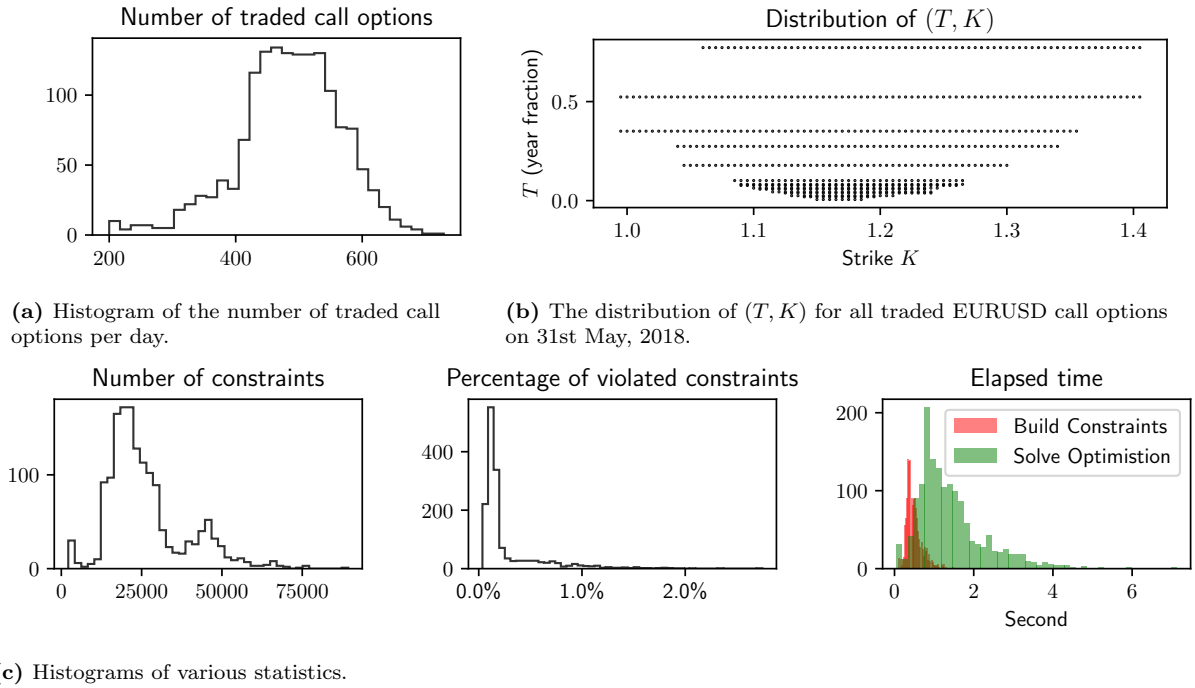 Number of traded call options
100
50
0
200 400 600
(a) Histogram of the number of traded call
options per day.
Distribution of (T, K)
T (year fraction)
0.5
0.0
1.0 1.1 1.2 1.3 1.4
Strike K
(b) The distribution of (T, K) for all traded EURUSD call options
on 31st May, 2018.
Number of constraints
100
0
0 25000 50000 75000
Percentage of violated constraints
400
200
0
0.0% 1.0% 2.0%
Elapsed time
200
100
0
Build Constraints
Solve Optimistion
0 2 4 6
Second
c) Histograms of various statistics.